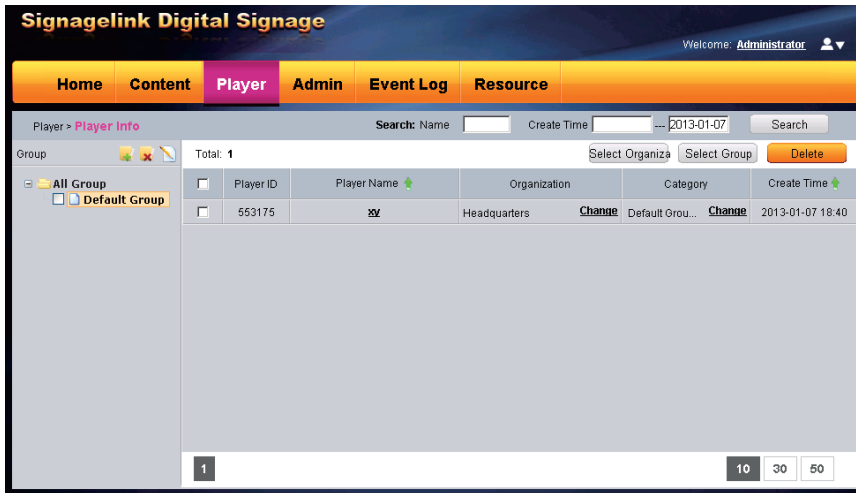 Signagelink Digital Signage
Welcome: Administrator
Home Content Player Admin Event Log Resource
Player > Player Info Search: Name Create Time --- 2013-01-07 Search
Group Total: 1 Select Organiza Select Group Delete
All Group Player ID Player Name Organization Category Create Time
Default Group 553175 xy Headquarters Change Default Grou... Change 2013-01-07 18:40
1 10 30 50